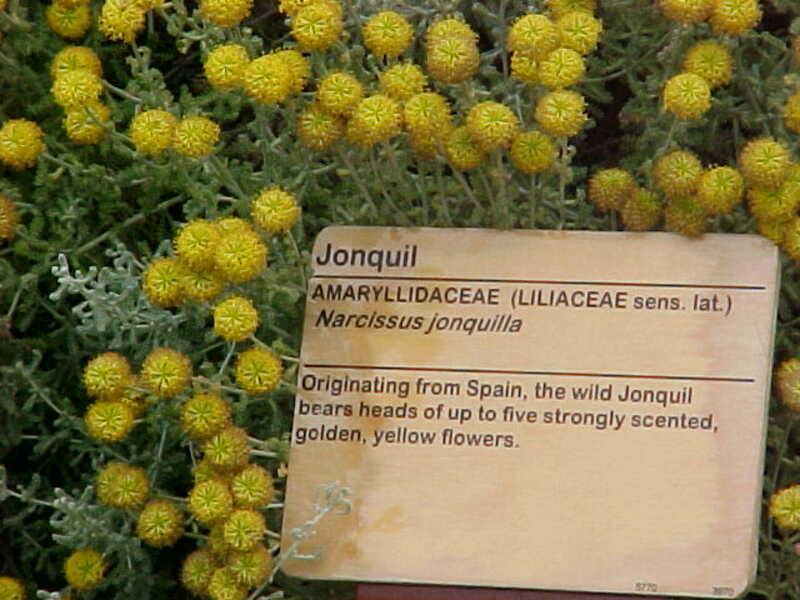 Jonquil
AMARYLLIDACEAE (LILIACEAE sens. lat.)
Narcissus jonquilla
Originating from Spain, the wild Jonquil
bears heads of up to five strongly scented,
golden, yellow flowers.